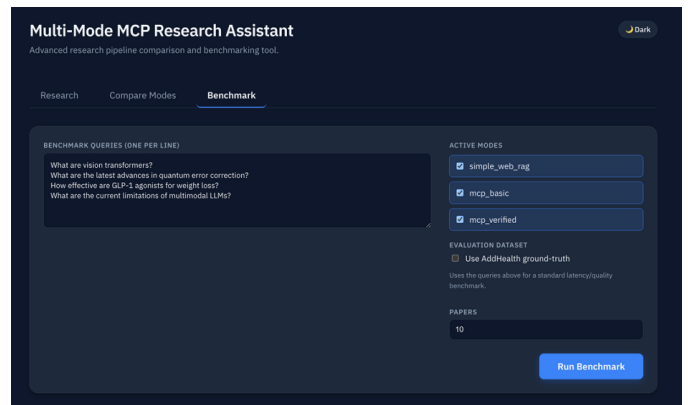 Multi-Mode MCP Research Assistant
🌙 Dark
Advanced research pipeline comparison and benchmarking tool.
Research
Compare Modes
Benchmark
BENCHMARK QUERIES (ONE PER LINE)
What are vision transformers?
What are the latest advances in quantum error correction?
How effective are GLP-1 agonists for weight loss?
What are the current limitations of multimodal LLMs?
ACTIVE MODES
simple_web_rag
mcp_basic
mcp_verified
EVALUATION DATASET
Use AddHealth ground-truth
Uses the queries above for a standard latency/quality
benchmark.
PAPERS
10
Run Benchmark